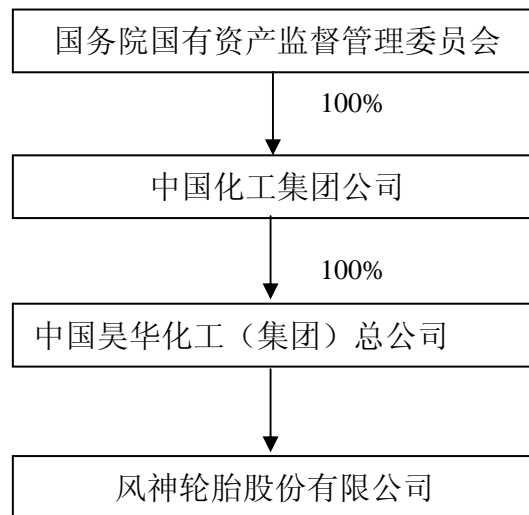 国务院国有资产监督管理委员会
100%
中国化工集团公司
100%
中国昊华化工（集团）总公司
风神轮胎股份有限公司